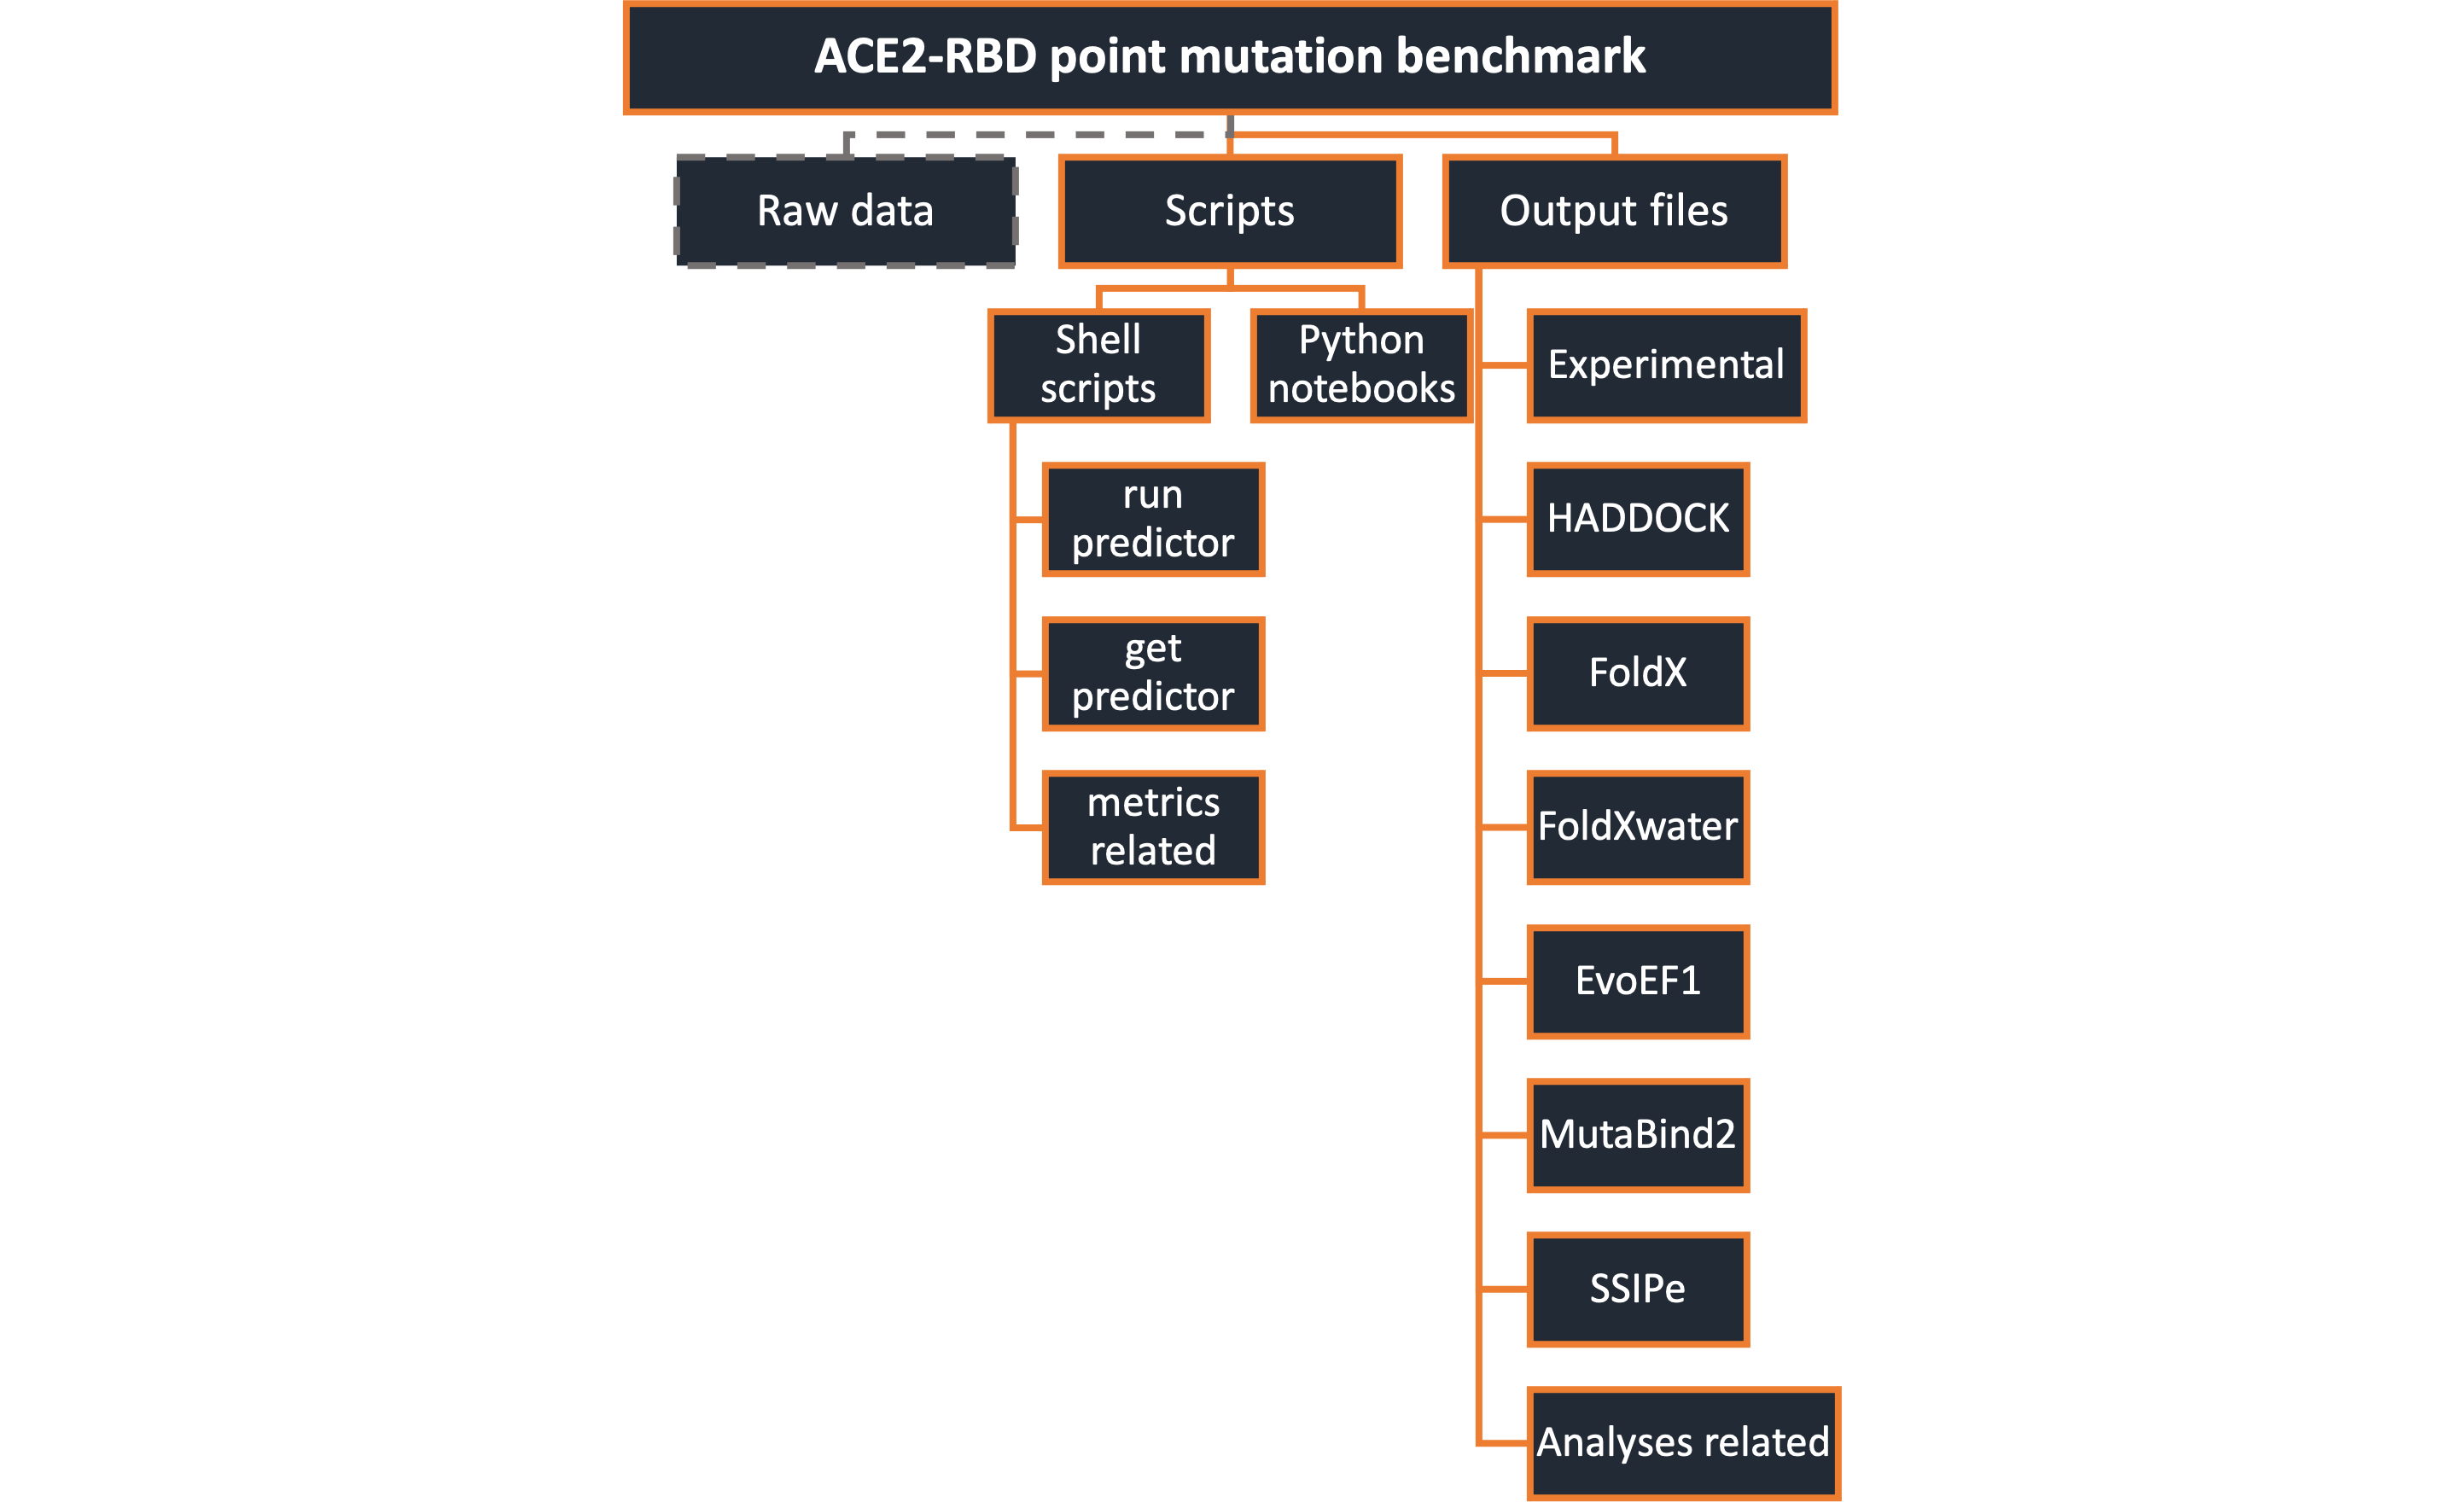 ACE2-RBD point mutation benchmark
Raw data
Scripts
Output files
Shell
scripts
Python
notebooks
run
predictor
get
predictor
metrics
related
Experimental
HADDOCK
FoldX
FoldXwater
EvoEF1
MutaBind2
SSIPe
Analyses related